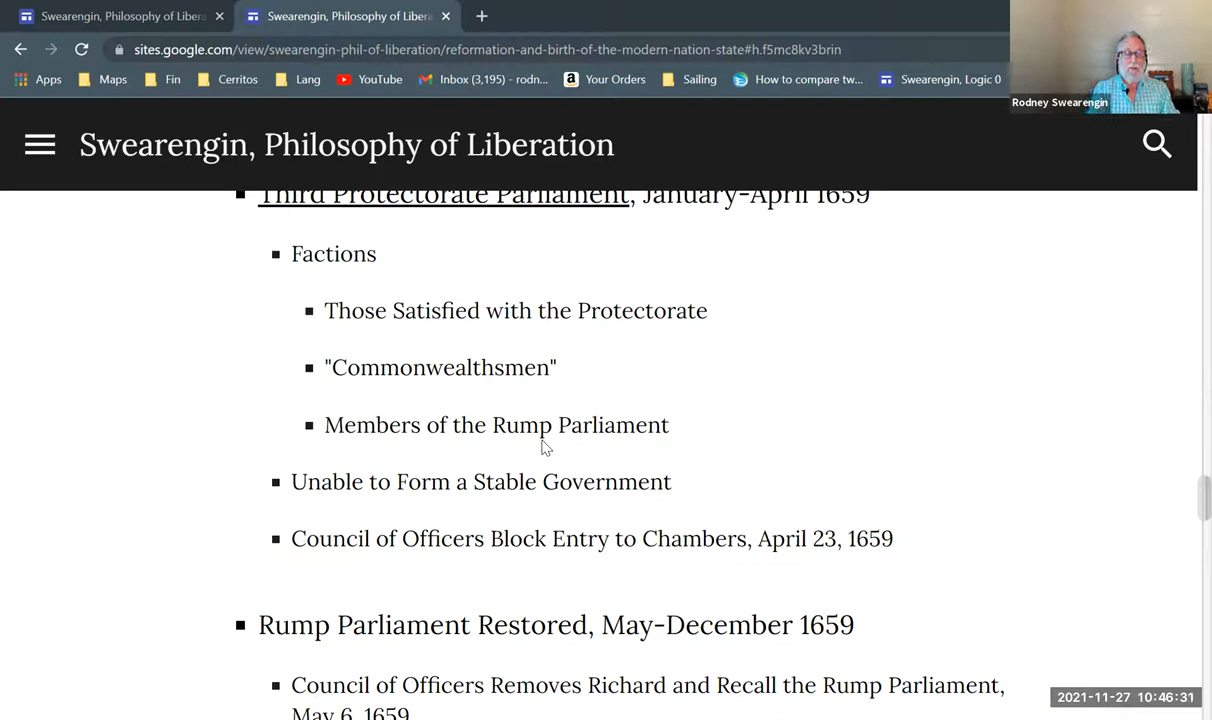 Swearengin, Philosophy of Libera
Swearengin, Philosophy of Libera
sites.google.com/view/swearengin-phil-of-liberation/reformation-and-birth-of-the-modern-nation-state#h.f5mc8kv3brin
Apps Maps Fin Cerritos Lang YouTube Inbox (3,195) - rodn... Your Orders Sailing How to compare tw... Swearengin, Logic 0
Rodney Swearengin
Swearengin, Philosophy of Liberation
Third Protectorate Parliament, January-April 1659
Factions
Those Satisfied with the Protectorate
"Commonwealthsmen"
Members of the Rump Parliament
Unable to Form a Stable Government
Council of Officers Block Entry to Chambers, April 23, 1659
Rump Parliament Restored, May-December 1659
Council of Officers Removes Richard and Recall the Rump Parliament,
May 6, 1659
2021-11-27 10:46:31